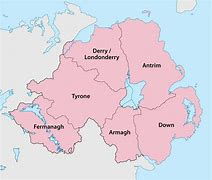 Derry /
Londonderry
Antrim
Tyrone
Fermanagh
Armagh
Down